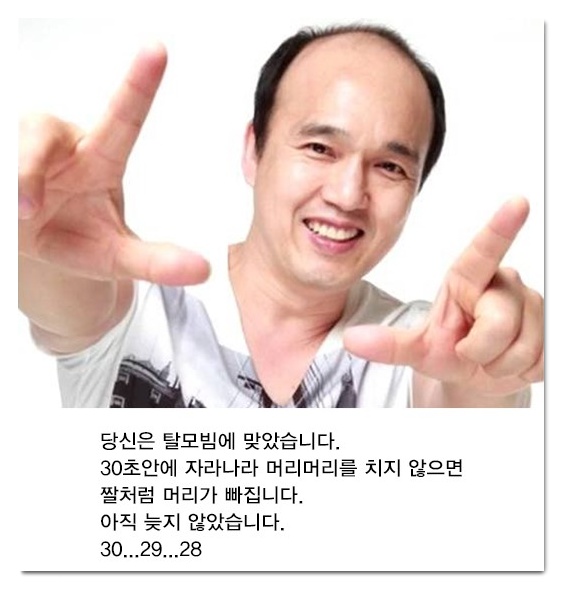 당신은 탈모빔에 맞았습니다.
30초안에 자라나라 머리머리를 치지 않으면
짤처럼 머리가 빠집니다.
아직 늦지 않았습니다.
30...29...28